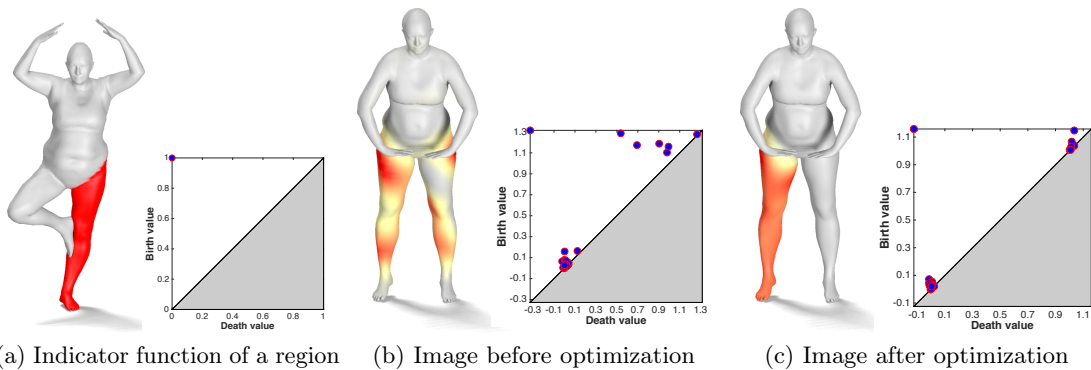 1
0.8
0.6
0.4
0.2
0
0 0.2 0.4 0.6 0.8 1
Birth value
Death value
1.3
1.1
0.9
0.7
0.5
0.3
0.1
-0.1
-0.3
-0.1 0.1 0.3 0.5 0.7 0.9 1.1 1.3
Birth value
Death value
1.1
0.9
0.7
0.5
0.3
0.1
-0.1
-0.1 0.1 0.3 0.5 0.7 0.9 1.1
Birth value
Death value
a) Indicator function of a region
(b) Image before optimization
(c) Image after optimization